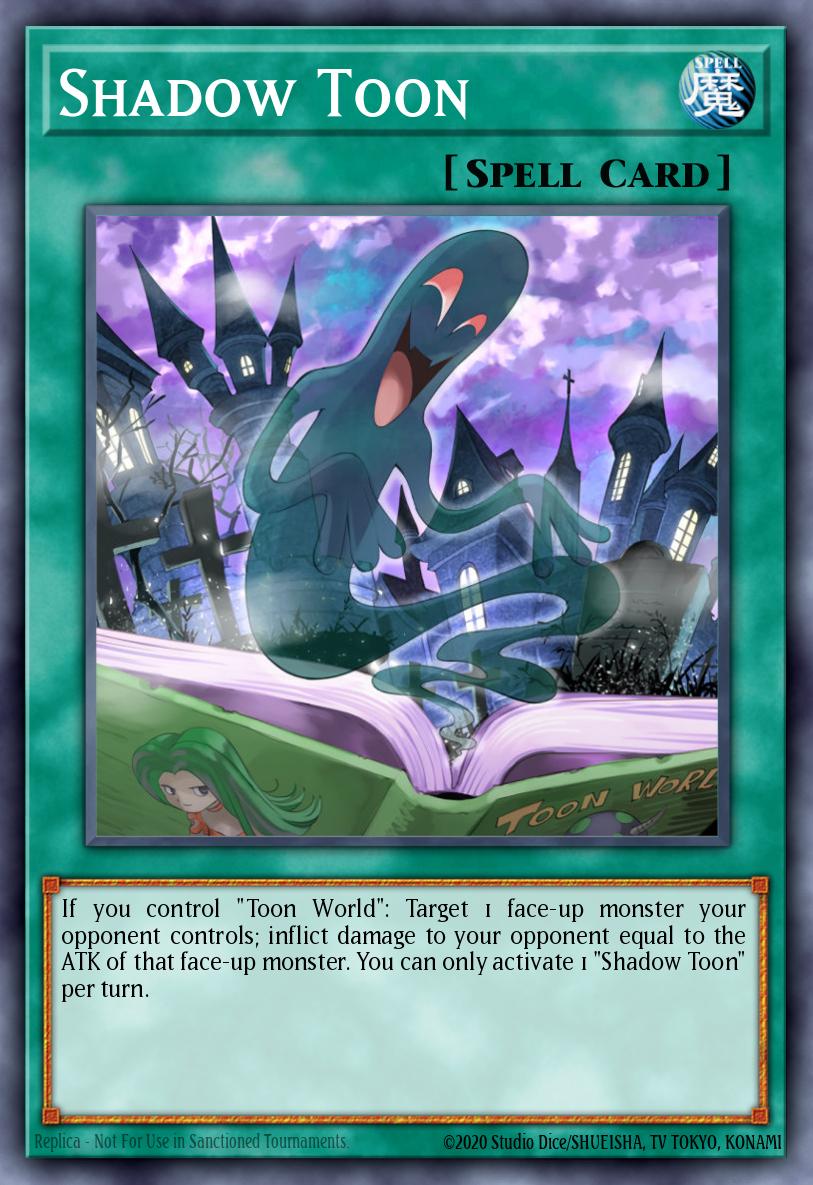 Shadow Toon
SPELL
魔
[ Spell Card ]
TOON WORL
If you control "Toon World": Target 1 face-up monster your
opponent controls; inflict damage to your opponent equal to the
ATK of that face-up monster. You can only activate 1 "Shadow Toon"
per turn.
Replica - Not For Use in Sanctioned Tournaments.
©2020 Studio Dice/SHUEISHA, TV TOKYO, KONAMI